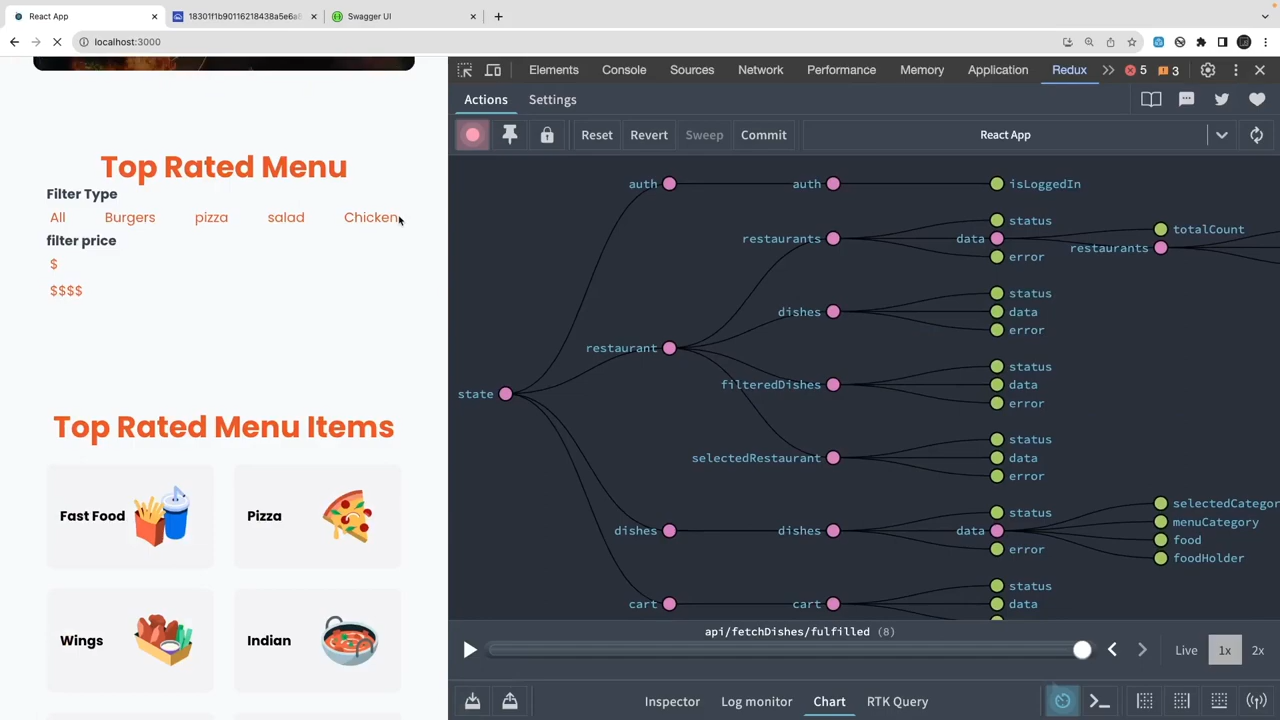 React App
18301f1b90116218438a5e6a
Swagger UI
localhost:3000
Elements
Console
Sources
Network
Performance
Memory
Application
Redux
5
3
Actions
Settings
Reset
Revert
Sweep
Commit
React App
Top Rated Menu
Filter Type
All
Burgers
pizza
salad
Chicken
filter price
$
$$$$
Top Rated Menu Items
Fast Food
Pizza
Wings
Indian
state
auth
auth
isLoggedIn
restaurant
restaurants
status
data
error
totalCount
restaurants
dishes
status
data
error
filteredDishes
status
data
error
selectedRestaurant
status
data
error
dishes
dishes
status
data
error
selectedCategor
menuCategory
food
foodHolder
cart
cart
status
data
api/fetchDishes/fulfilled (8)
Live
1x
2x
Inspector
Log monitor
Chart
RTK Query